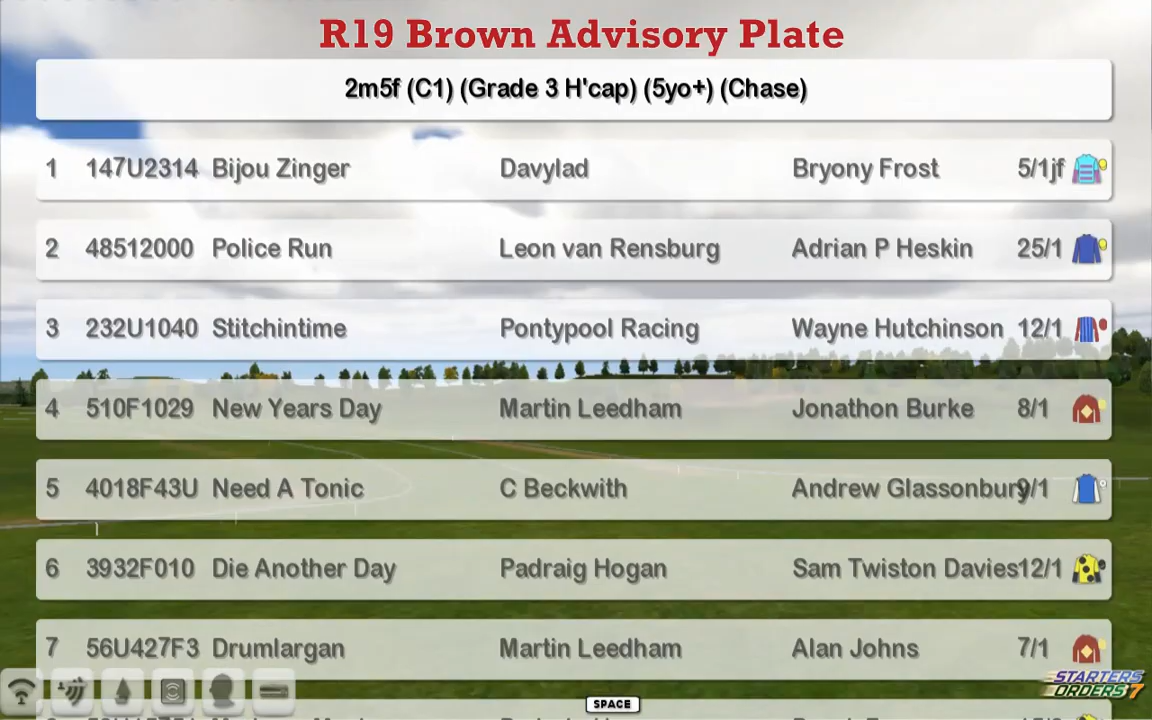 R19 Brown Advisory Plate
2m5f (C1) (Grade 3 H'cap) (5yo+) (Chase)
1 147U2314 Bijou Zinger Davylad Bryony Frost 5/1jf
2 48512000 Police Run Leon van Rensburg Adrian P Heskin 25/1
3 232U1040 Stitchintime Pontypool Racing Wayne Hutchinson 12/1
4 510F1029 New Years Day Martin Leedham Jonathon Burke 8/1
5 4018F43U Need A Tonic C Beckwith Andrew Glassonbury 9/1
6 3932F010 Die Another Day Padraig Hogan Sam Twiston Davies 12/1
7 56U427F3 Drumlargan Martin Leedham Alan Johns 7/1
STARTERS ORDERS 7
SPACE